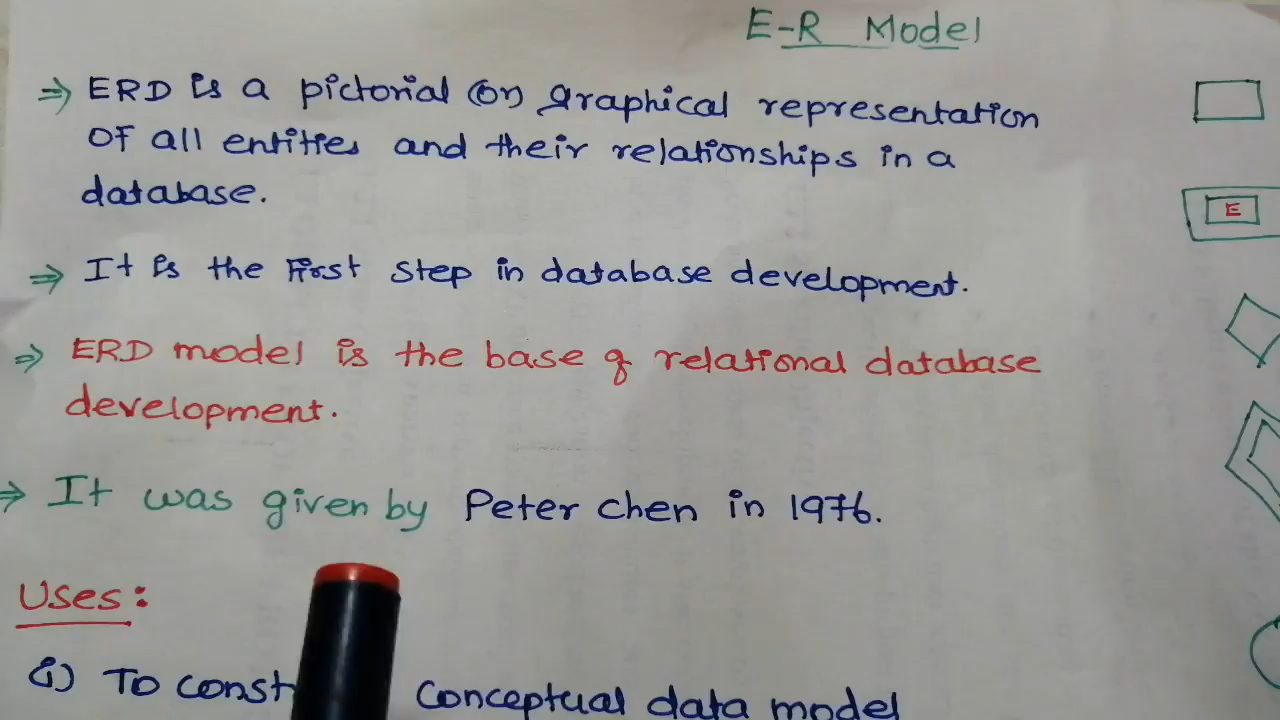 E-R Model
⇒ ERD is a pictorial (or) graphical representation
Of all entities and their relationships in a
database.
E
⇒ It is the First step in database development.
⇒ ERD model is the base of relational database
development.
⇒ It was given by Peter chen in 1976.
Uses:
(i) To const conceptual data model